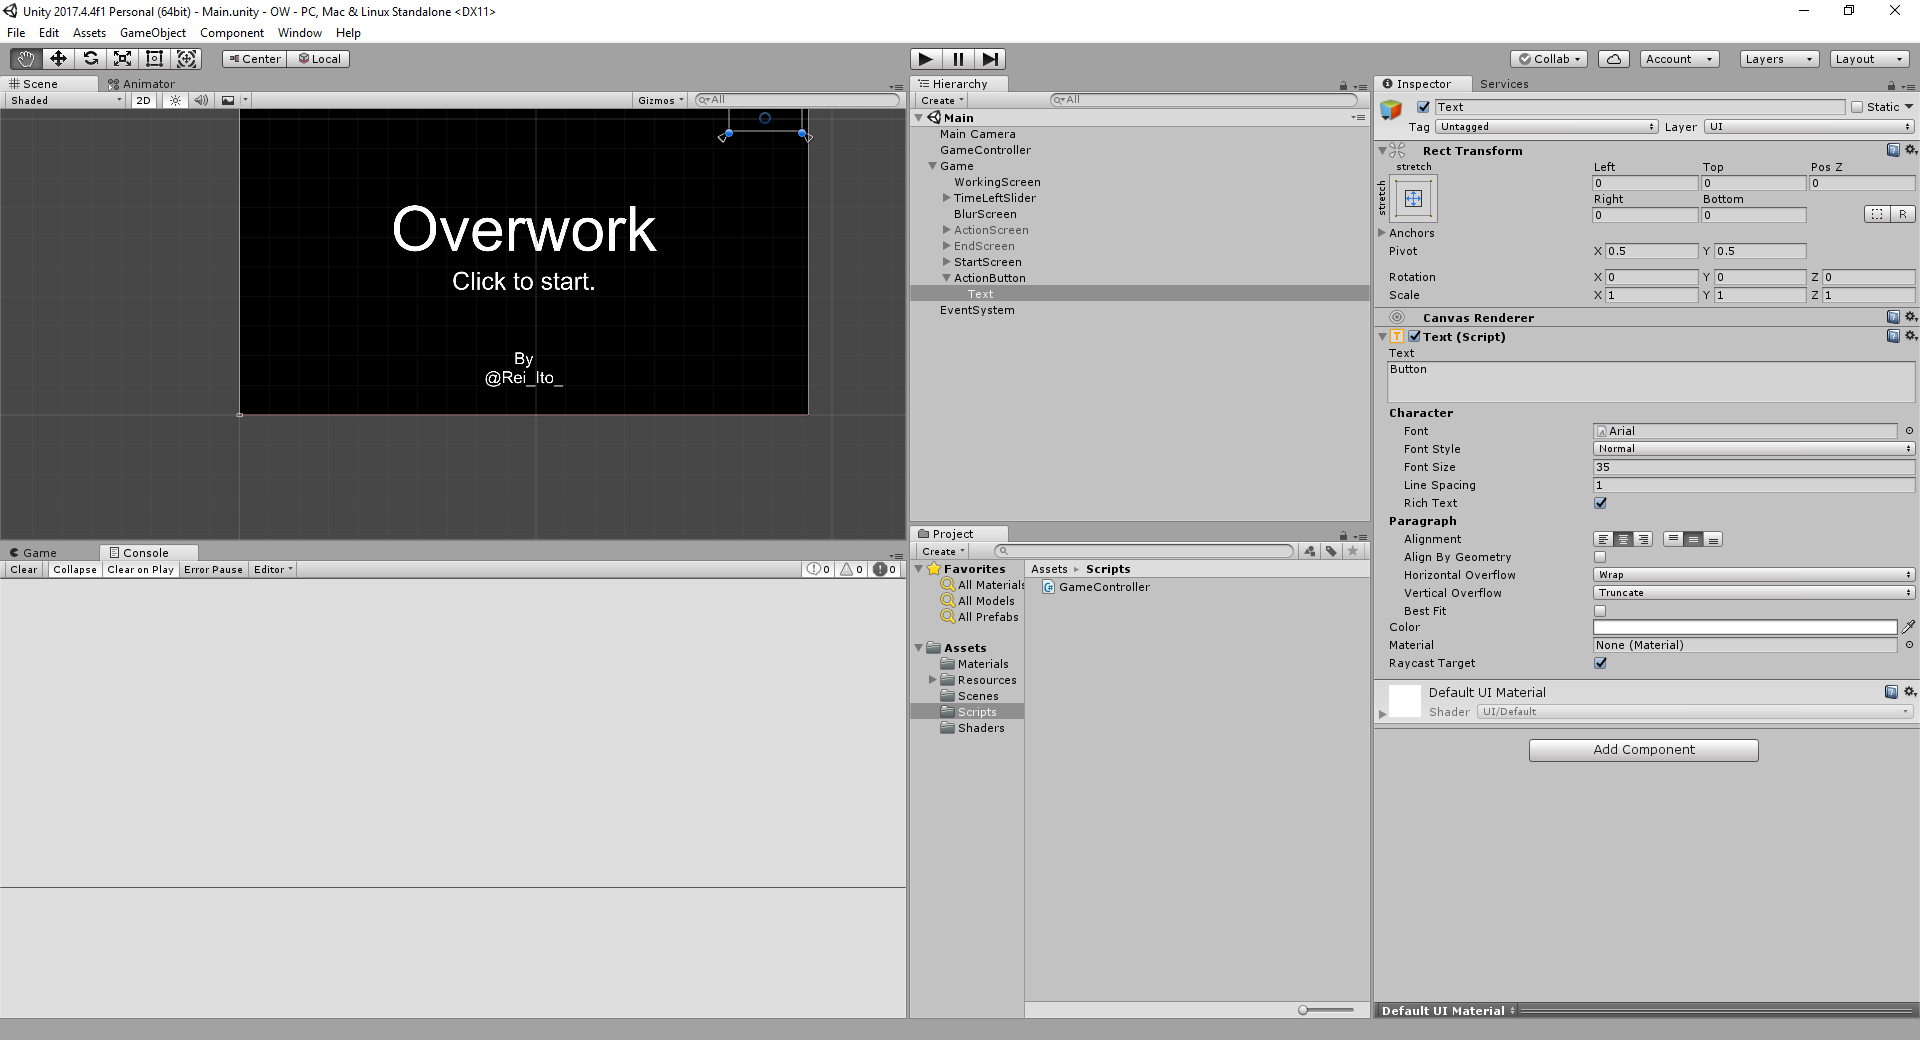 Unity 2017.4.4f1 Personal (64bit) - Main.unity - OW - PC, Mac & Linux Standalone <DX11>
File Edit Assets GameObject Component Window Help
Center Local
Collab Account Layers Layout
Scene Animator
Shaded 2D Gizmos All
Overwork
Click to start.
By
@Rei_Ito_
Game Console
Clear Collapse Clear on Play Error Pause Editor 0 0 0
Hierarchy
Create All
Main
Main Camera
GameController
Game
WorkingScreen
TimeLeftSlider
BlurScreen
ActionScreen
EndScreen
StartScreen
ActionButton
Text
EventSystem
Project
Create
Favorites
All Materials
All Models
All Prefabs
Assets
Materials
Resources
Scenes
Scripts
Shaders
Assets Scripts
GameController
Inspector Services
Text Static
Tag Untagged Layer UI
Rect Transform
stretch
stretch
Left Top Pos Z
0 0 0
Right Bottom
0 0 R
Anchors
Pivot X 0.5 Y 0.5
Rotation X 0 Y 0 Z 0
Scale X 1 Y 1 Z 1
Canvas Renderer
T Text (Script)
Text
Button
Character
Font Arial
Font Style Normal
Font Size 35
Line Spacing 1
Rich Text
Paragraph
Alignment
Align By Geometry
Horizontal Overflow Wrap
Vertical Overflow Truncate
Best Fit
Color
Material None (Material)
Raycast Target
Default UI Material
Shader UI/Default
Add Component
Default UI Material